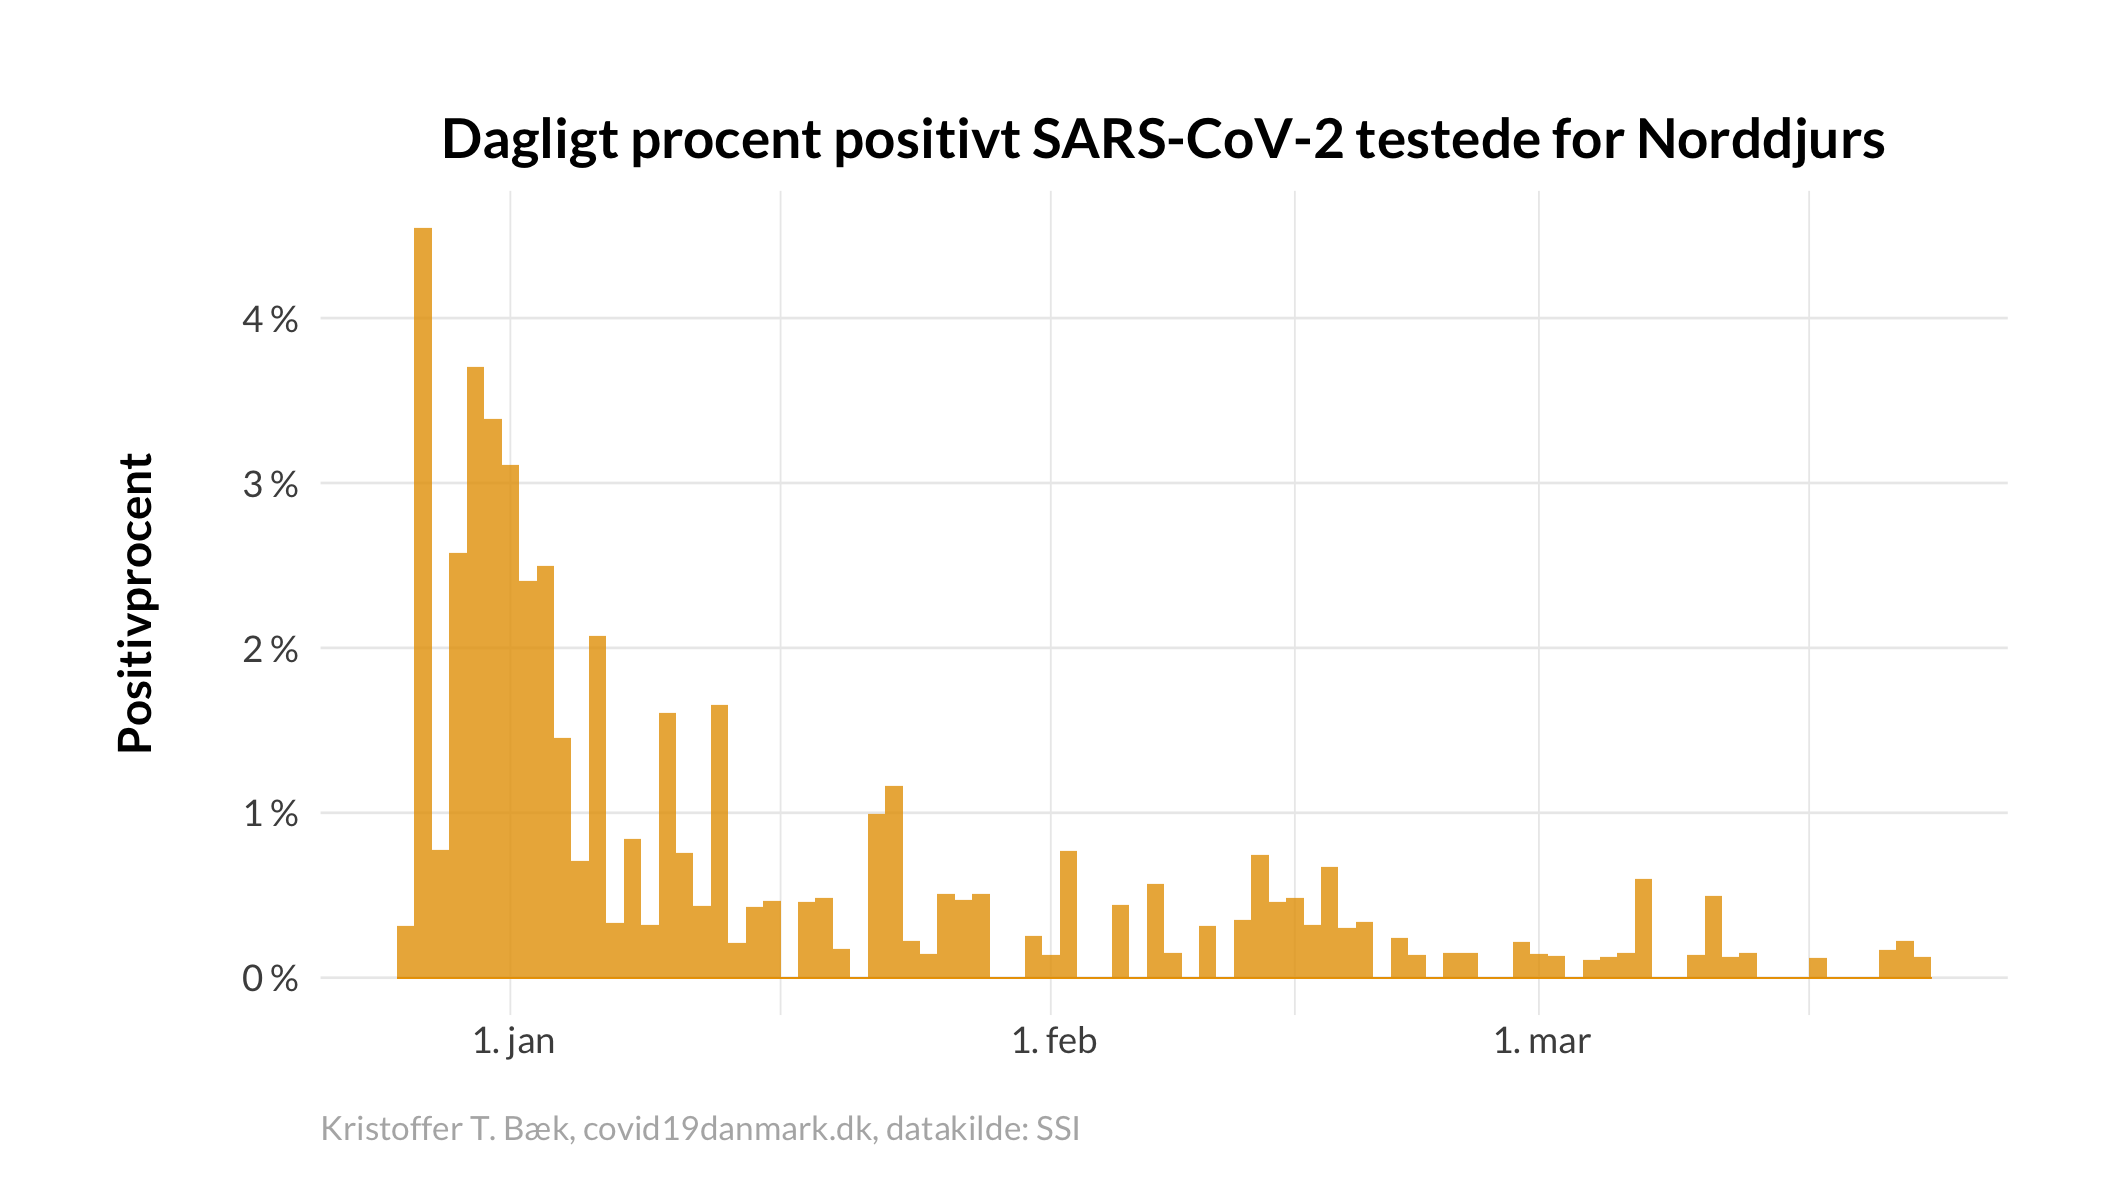 Dagligt procent positivt SARS-CoV-2 testede for Norddjurs
Positivprocent
4 %
3 %
2 %
1 %
0 %
1. jan
1. feb
1. mar
Kristoffer T. Bæk, covid19danmark.dk, datakilde: SSI